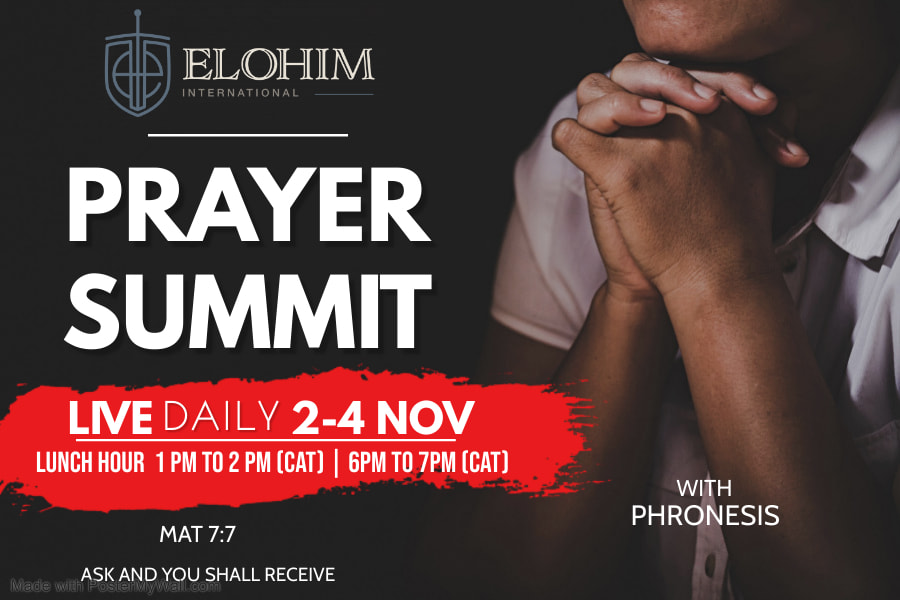 ELOHIM
INTERNATIONAL
PRAYER
SUMMIT
LIVE DAILY 2-4 NOV
LUNCH HOUR 1 PM TO 2 PM (CAT) | 6PM TO 7PM (CAT)
WITH
PHRONESIS
MAT 7:7
ASK AND YOU SHALL RECEIVE
Made with PosterMyWall.com